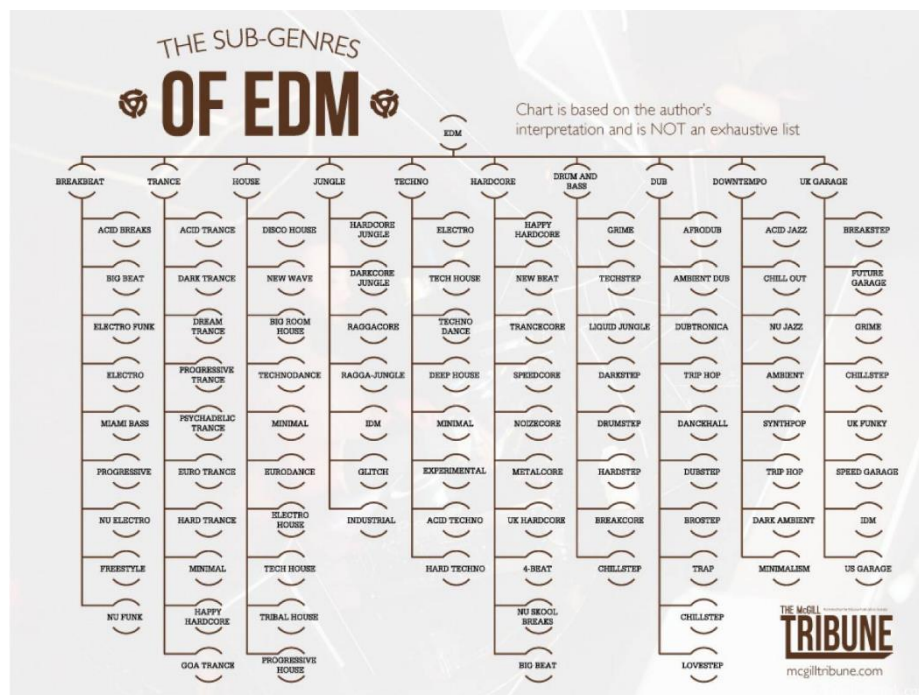 THE SUB-GENRES
OF EDM
Chart is based on the author's
interpretation and is NOT an exhaustive list
EDM
BREAKBEAT
TRANCE
HOUSE
JUNGLE
TECHNO
HARDCORE
DRUM AND
BASS
DUB
DOWNTEMPO
UK GARAGE
ACID BREAKS
BIG BEAT
ELECTRO FUNK
ELECTRO
MIAMI BASS
PROGRESSIVE
NU ELECTRO
FREESTYLE
NU FUNK
ACID TRANCE
DARK TRANCE
DREAM
TRANCE
PROGRESSIVE
TRANCE
PSYCHADELIC
TRANCE
EURO TRANCE
HARD TRANCE
MINIMAL
HAPPY
HARDCORE
GOA TRANCE
DISCO HOUSE
NEW WAVE
BIG ROOM
HOUSE
TECHNODANCE
MINIMAL
EURODANCE
ELECTRO
HOUSE
TECH HOUSE
TRIBAL HOUSE
PROGRESSIVE
HOUSE
HARDCORE
JUNGLE
DARKCORE
JUNGLE
RAGGACORE
RAGGA-JUNGLE
IDM
GLITCH
INDUSTRIAL
ELECTRO
TECH HOUSE
TECHNO
DANCE
DEEP HOUSE
MINIMAL
EXPERIMENTAL
ACID TECHNO
HARD TECHNO
HAPPY
HARDCORE
NEW BEAT
TRANCECORE
SPEEDCORE
NOIZECORE
METALCORE
UK HARDCORE
4-BEAT
NU SKOOL
BREAKS
BIG BEAT
GRIME
TECHSTEP
LIQUID JUNGLE
DARKSTEP
DRUMSTEP
HARDSTEP
BREAKCORE
CHILLSTEP
AFRODUB
AMBIENT DUB
DUBTRONICA
TRIP HOP
DANCKHALL
DUBSTEP
BROSTEP
TRAP
CHILLSTEP
LOVESTEP
ACID JAZZ
CHILL OUT
NU JAZZ
AMBIENT
SYNTHPOP
TRIP HOP
DARK AMBIENT
MINIMALISM
BREAKSTEP
FUTURE
GARAGE
GRIME
CHILLSTEP
UK FUNKY
SPEED GARAGE
IDM
US GARAGE
THE McGILL
TRIBUNE
mcgilltribune.com